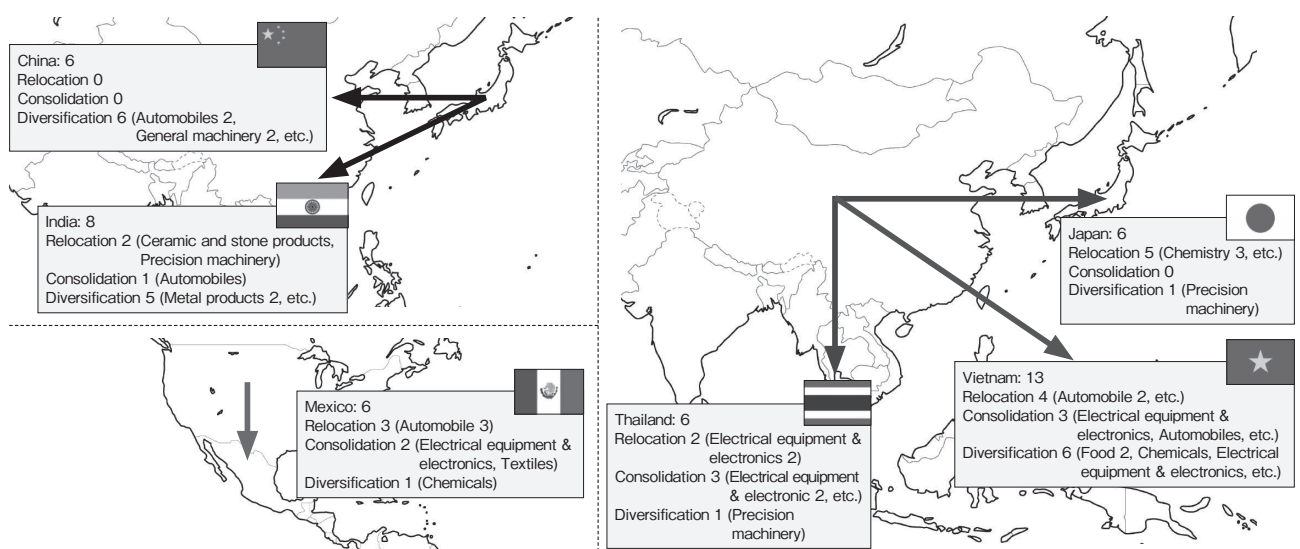 China: 6
Relocation 0
Consolidation 0
Diversification 6 (Automobiles 2,
General machinery 2, etc.)
India: 8
Relocation 2 (Ceramic and stone products,
Precision machinery)
Consolidation 1 (Automobiles)
Diversification 5 (Metal products 2, etc.)
Mexico: 6
Relocation 3 (Automobile 3)
Consolidation 2 (Electrical equipment &
electronics, Textiles)
Diversification 1 (Chemicals)
Japan: 6
Relocation 5 (Chemistry 3, etc.)
Consolidation 0
Diversification 1 (Precision
machinery)
Thailand: 6
Relocation 2 (Electrical equipment &
electronics 2)
Consolidation 3 (Electrical equipment
& electronic 2, etc.)
Diversification 1 (Precision
machinery)
Vietnam: 13
Relocation 4 (Automobile 2, etc.)
Consolidation 3 (Electrical equipment &
electronics, Automobiles, etc.)
Diversification 6 (Food 2, Chemicals, Electrical
equipment & electronics, etc.)